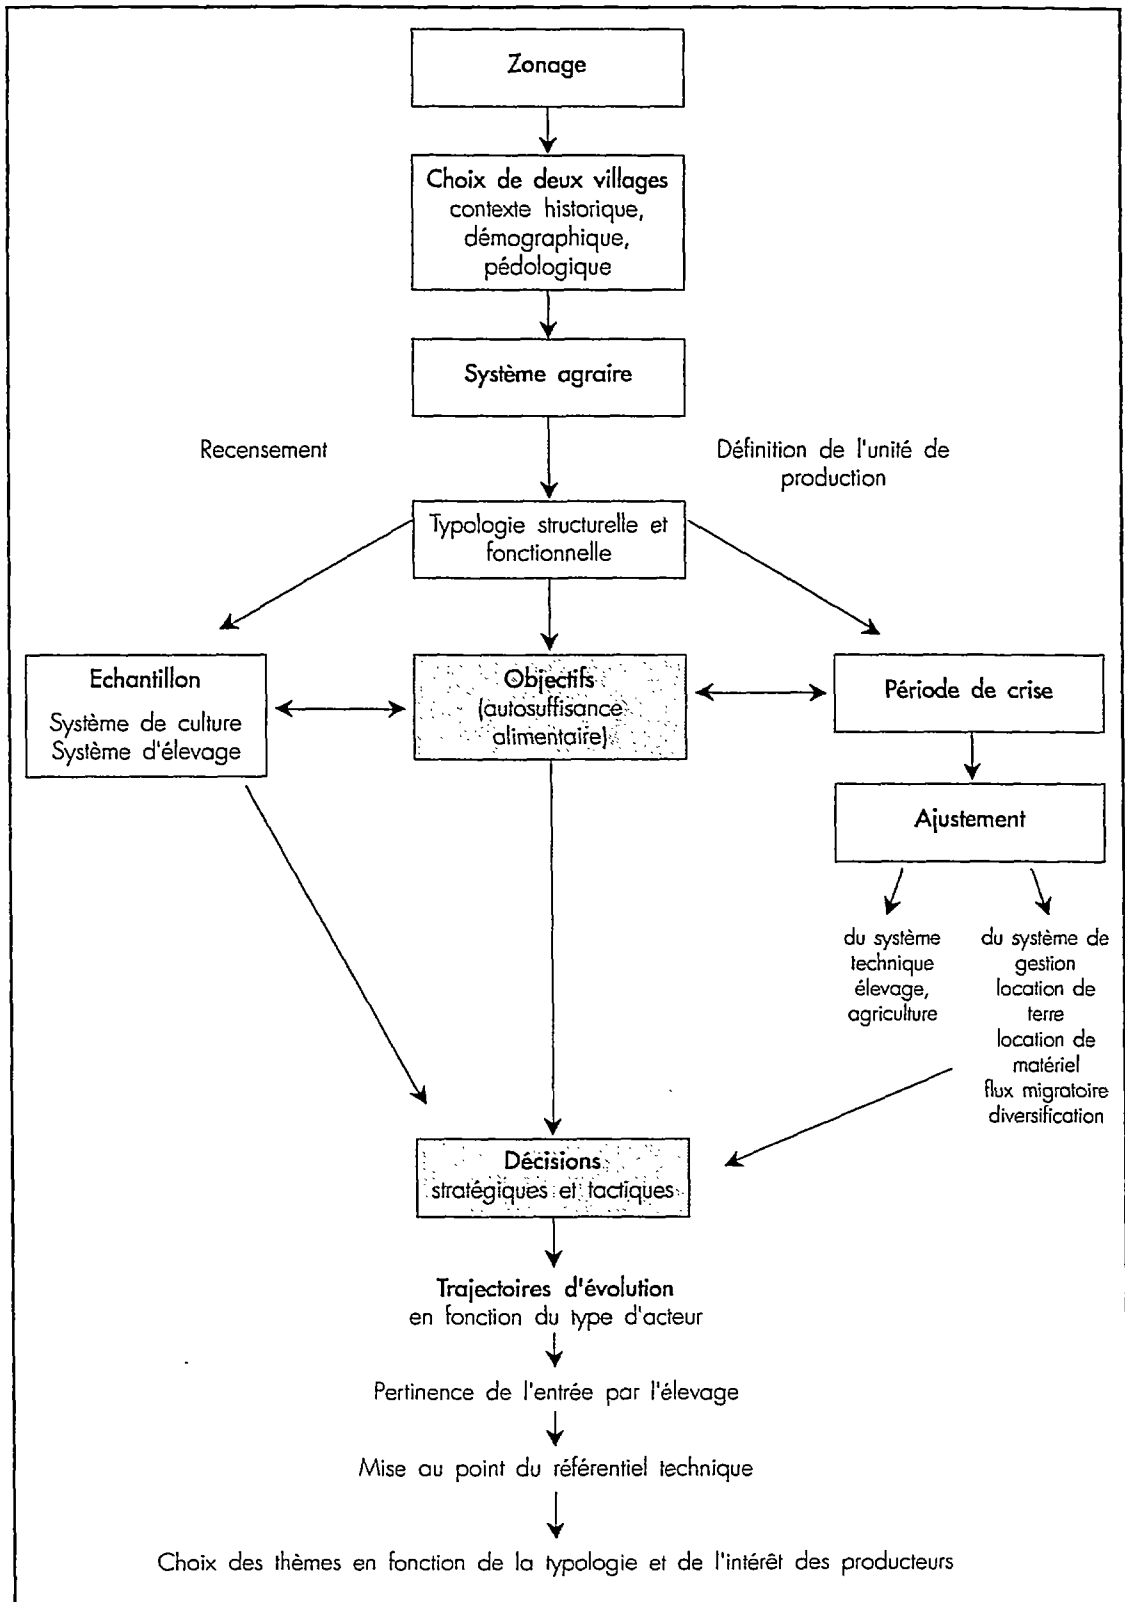 Zonage
Choix de deux villages
contexte historique,
démographique,
pédologique
Système agraire
Recensement
Définition de l'unité de
production
Typologie structurelle et
fonctionnelle
Echantillon
Système de culture
Système d'élevage
Objectifs
(autosuffisance
alimentaire)
Période de crise
Ajustement
du système
technique
élevage,
agriculture
du système de
gestion
location de
terre
location de
matériel
flux migratoire
diversification
Décisions
stratégiques et tactiques
Trajectoires d'évolution
en fonction du type d'acteur
Pertinence de l'entrée par l'élevage
Mise au point du référentiel technique
Choix des thèmes en fonction de la typologie et de l'intérêt des producteurs